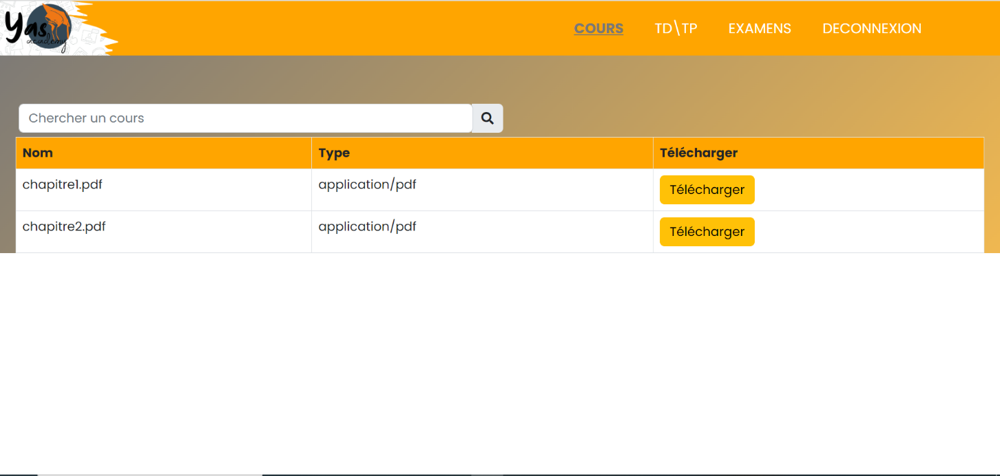 Yas
academy
COURS TD\TP EXAMENS DECONNEXION
Chercher un cours
Nom Type Télécharger
chapitre1.pdf application/pdf Télécharger
chapitre2.pdf application/pdf Télécharger